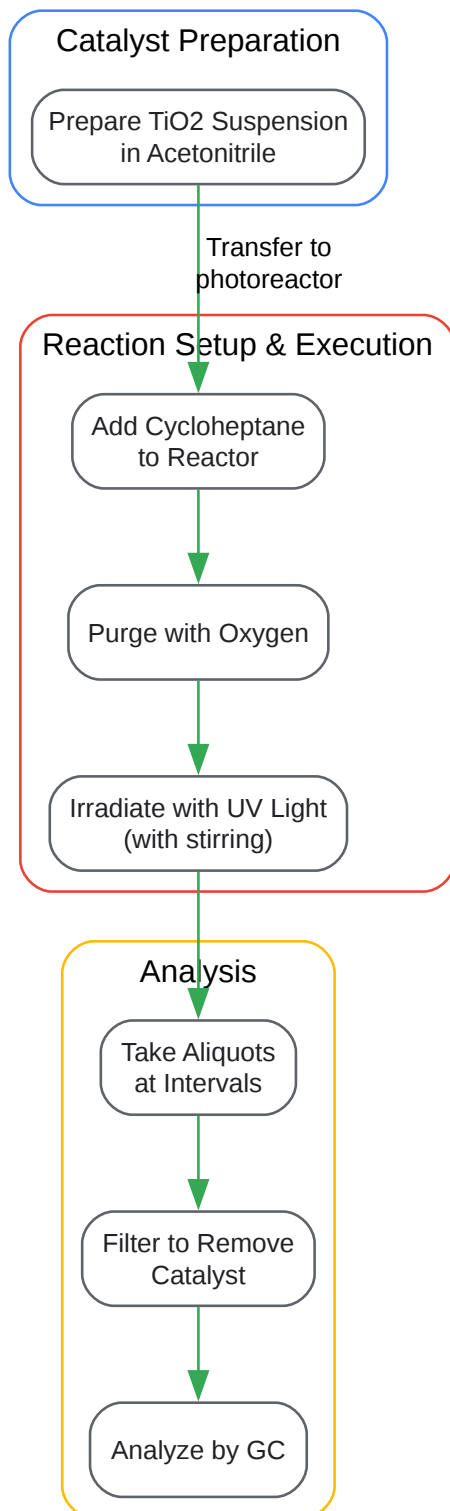 Catalyst Preparation
Prepare TiO2 Suspension
in Acetonitrile
Transfer to
photoreactor
Reaction Setup & Execution
Add Cycloheptane
to Reactor
Purge with Oxygen
Irradiate with UV Light
(with stirring)
Analysis
Take Aliquots
at Intervals
Filter to Remove
Catalyst
Analyze by GC